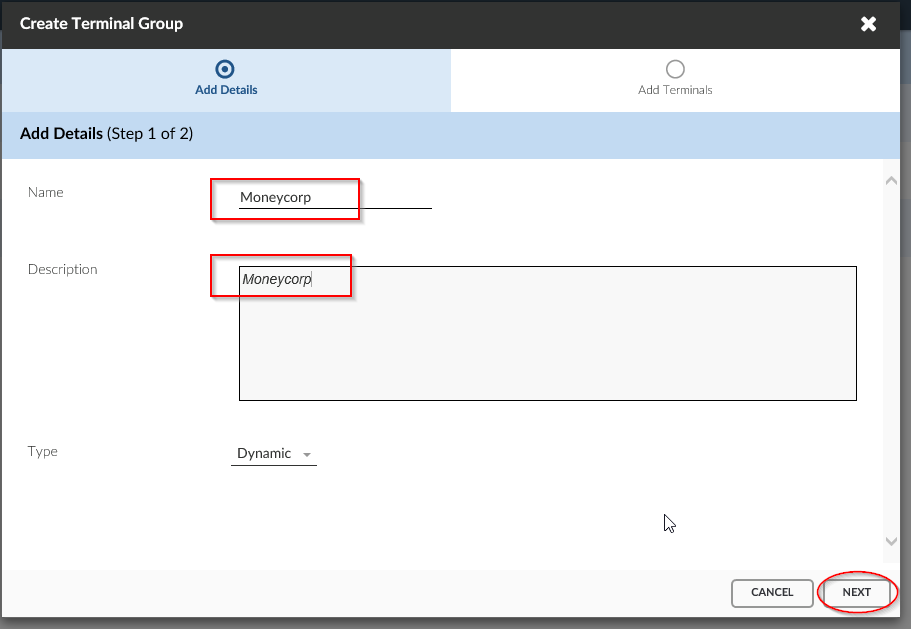 Create Terminal Group
Add Details
Add Terminals
Add Details (Step 1 of 2)
Name
Moneycorp
Description
Moneycorp
Type
Dynamic
CANCEL
NEXT